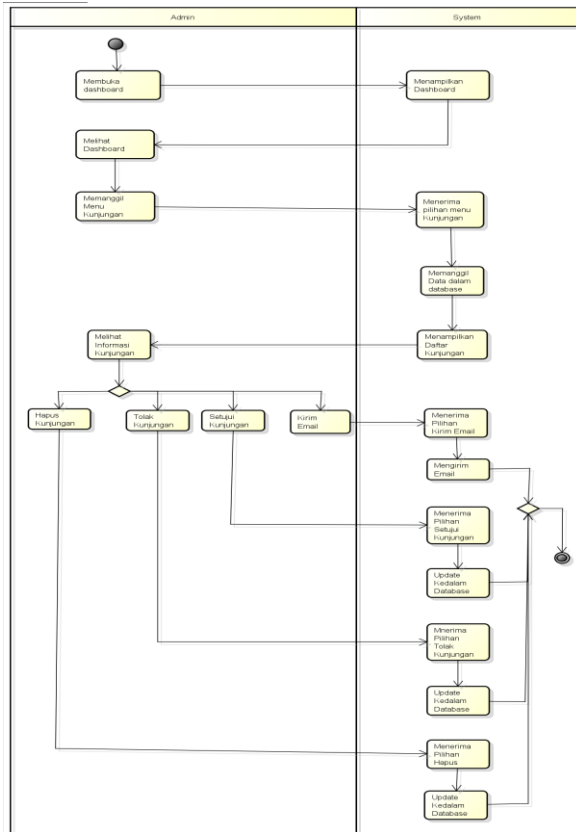 Admin
System
Membuka
dashboard
Menampilkan
Dashboard
Melihat
Dashboard
Memanggil
Menu
Kunjungan
Menerima
pilihan menu
Kunjungan
Memanggil
Data dalam
database
Melihat
Informasi
Kunjungan
Menampilkan
Daftar
Kunjungan
Hapus
Kunjungan
Tolak
Kunjungan
Setujui
Kunjungan
Kirim
Email
Menerima
Pilihan
Kirim Email
Mengirim
Email
Menerima
Pilihan
Setujui
Kunjungan
Update
Kedalam
Database
Mnerima
Pilihan
Tolak
Kunjungan
Update
Kedalam
Database
Menerima
Pilihan
Hapus
Update
Kedalam
Database